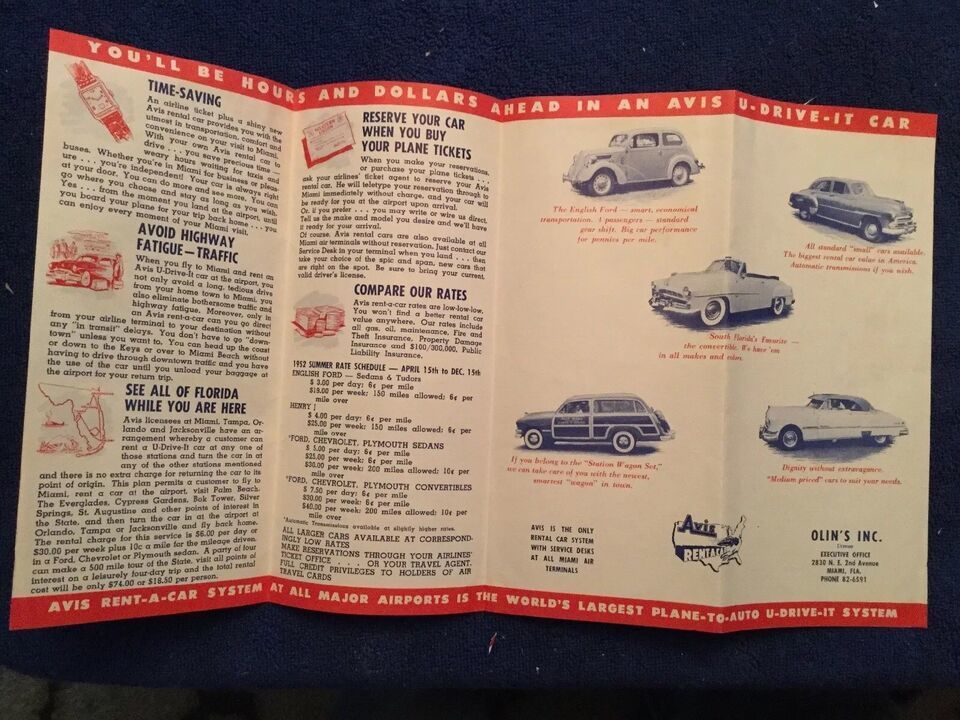 YOU'LL BE HOURS AND DOLLARS AHEAD IN AN AVIS U-DRIVE-IT CAR
TIME-SAVING
An airline ticket plus a shiny new
Avis rental car provides you with the
utmost in transportation, comfort and
convenience on your visit to Miami.
With your own Avis rental car to
drive . . . you save precious time —
weary hours waiting for taxis and
buses. Whether you're in Miami for business or pleas-
ure . . . you're independent! Your car is always right
at your door. You can do more and see more. You can
go where you choose and stay as long as you wish.
Yes . . . from the moment you land at the airport, until
you board your plane for your trip back home . . . you
can enjoy every moment of your Miami visit.
AVOID HIGHWAY
FATIGUE—TRAFFIC
When you fly to Miami and rent an
Avis U-Drive-It car at the airport, you
not only avoid a long, tedious drive
from your home town to Miami, you
also eliminate bothersome traffic and
highway fatigue. Moreover, only in
an Avis rent-a-car can you go direct
from your airline terminal to your destination without
any "in transit" delays. You don't have to go "down-
town" unless you want to. You can head up the coast
or down to the Keys or over to Miami Beach without
having to drive through downtown traffic and you have
the use of the car until you unload your baggage at
the airport for your return trip.
SEE ALL OF FLORIDA
WHILE YOU ARE HERE
Avis licensees at Miami, Tampa, Or-
lando and Jacksonville have an ar-
rangement whereby a customer can
rent a U-Drive-It car at any one of
those stations and turn the car in at
any of the other stations mentioned
and there is no extra charge for returning the car to its
point of origin. This plan permits a customer to fly to
Miami, rent a car at the airport, visit Palm Beach,
The Everglades, Cypress Gardens, Bok Tower, Silver
Springs, St. Augustine and other points of interest in
the State, and then turn the car in at the airport at
Orlando, Tampa or Jacksonville and fly back home.
The rental charge for this service is $6.00 per day or
$30.00 per week plus 10c a mile for the mileage driven
in a Ford, Chevrolet or Plymouth sedan. A party of four
can make a 500 mile tour of the State, visit all points of
interest on a leisurely four-day trip and the total rental
cost will be only $74.00 or $18.50 per person.
RESERVE YOUR CAR
WHEN YOU BUY
YOUR PLANE TICKETS
When you make your reservations,
or purchase your plane tickets . . .
ask your airlines' ticket agent to reserve your Avis
rental car. He will teletype your reservation through to
Miami immediately without charge, and your car will
be ready for you at the airport upon arrival.
Or, if you prefer . . . you may write or wire us direct.
Tell us the make and model you desire and we'll have
it ready for your arrival.
Of course, Avis rental cars are also available at all
Miami air terminals without reservation. Just contact our
Service Desk in your terminal when you land . . . then
take your choice of the spic and span, new cars that
are right on the spot. Be sure to bring your current,
valid driver's license.
COMPARE OUR RATES
Avis rent-a-car rates are low-low-low.
You won't find a better rental car
value anywhere. Our rates include
all gas, oil, maintenance, Fire and
Theft Insurance, Property Damage
Insurance and $100/300,000. Public
Liability Insurance.
1952 SUMMER RATE SCHEDULE — APRIL 15th to DEC. 15th
ENGLISH FORD — Sedans & Tudors
$ 3.00 per day; 6¢ per mile
$18.00 per week; 150 miles allowed; 6¢ per
mile over
HENRY J
$ 4.00 per day; 6¢ per mile
$25.00 per week; 150 miles allowed; 6¢ per
mile over
*FORD, CHEVROLET, PLYMOUTH SEDANS
$ 5.00 per day; 6¢ per mile
$25.00 per week; 6¢ per mile
$30.00 per week; 200 miles allowed; 10¢ per
mile over
*FORD, CHEVROLET, PLYMOUTH CONVERTIBLES
$ 7.50 per day; 6¢ per mile
$30.00 per week; 6¢ per mile
$40.00 per week; 200 miles allowed; 10¢ per
mile over
*Automatic Transmissions available at slightly higher rates.
ALL LARGER CARS AVAILABLE AT CORRESPOND-
INGLY LOW RATES
MAKE RESERVATIONS THROUGH YOUR AIRLINES'
TICKET OFFICE . . . . OR YOUR TRAVEL AGENT.
FULL CREDIT PRIVILEGES TO HOLDERS OF AIR
TRAVEL CARDS
The English Ford — smart, economical
transportation. 4 passengers — standard
gear shift. Big car performance
for pennies per mile.
All standard "small" cars available.
The biggest rental car value in America.
Automatic transmissions if you wish.
South Florida's Favorite —
the convertible. We have 'em
in all makes and colors.
If you belong to the "Station Wagon Set,"
we can take care of you with the newest,
smartest "wagon" in town.
Dignity without extravagance.
"Medium priced" cars to suit your needs.
AVIS IS THE ONLY
RENTAL CAR SYSTEM
WITH SERVICE DESKS
AT ALL MIAMI AIR
TERMINALS
Avis
RENT A CAR
OLIN'S INC.
Licensee
EXECUTIVE OFFICE
2830 N. E. 2nd Avenue
MIAMI, FLA.
PHONE 82-6591
AVIS RENT-A-CAR SYSTEM AT ALL MAJOR AIRPORTS IS THE WORLD'S LARGEST PLANE-TO-AUTO U-DRIVE-IT SYSTEM